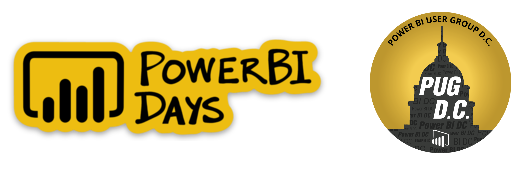 POWERBI
DAYS
POWER BI USER GROUP D.C.
PUG
D.C.